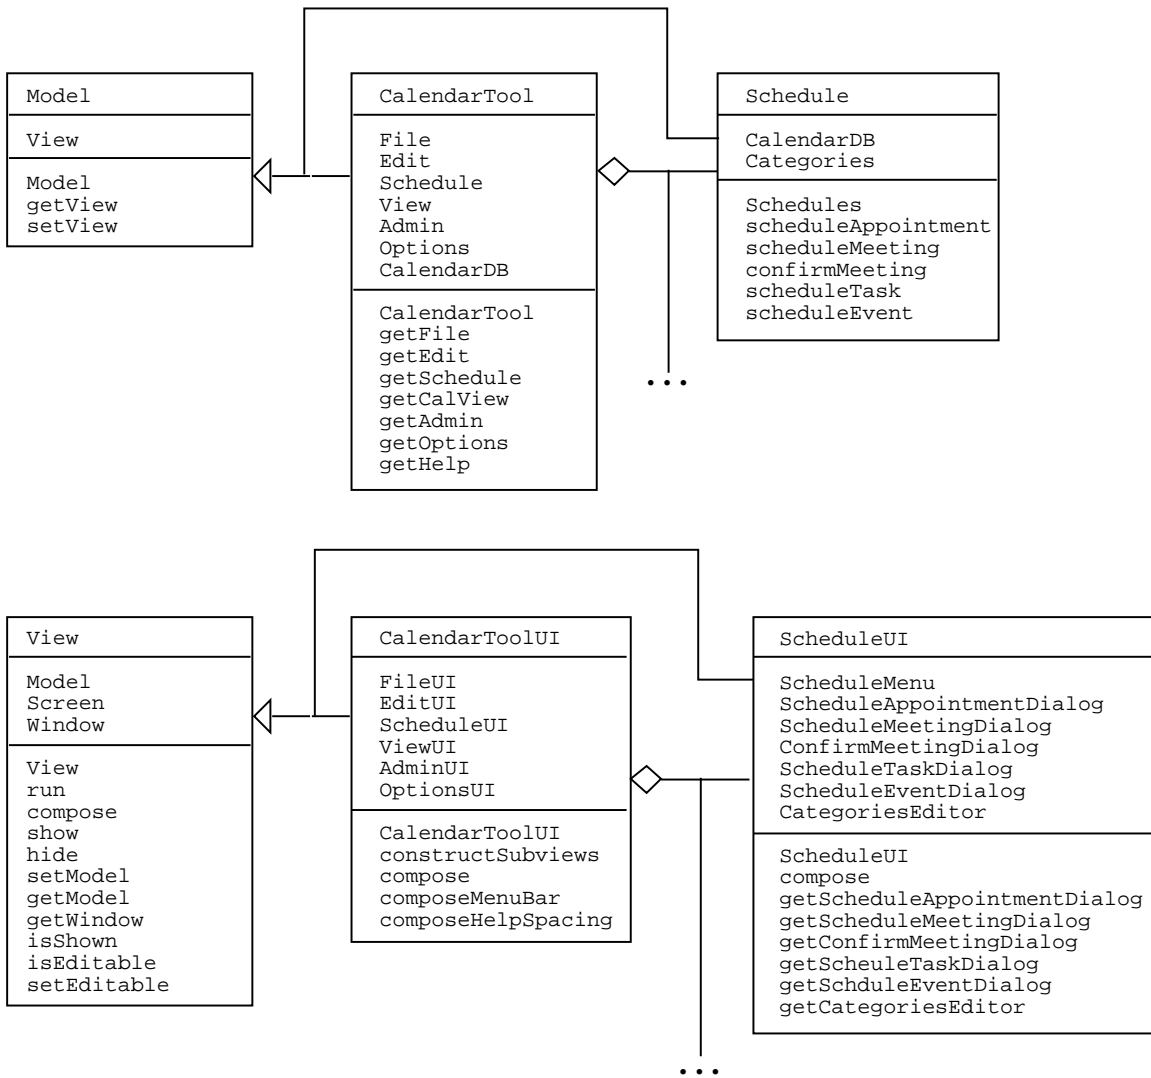 Model
View
Model
getView
setView
CalendarTool
File
Edit
Schedule
View
Admin
Options
CalendarDB
CalendarTool
getFile
getEdit
getSchedule
getCalView
getAdmin
getOptions
getHelp
Schedule
CalendarDB
Categories
Schedules
scheduleAppointment
scheduleMeeting
confirmMeeting
scheduleTask
scheduleEvent
...
View
Model
Screen
Window
View
run
compose
show
hide
setModel
getModel
getWindow
isShown
isEditable
setEditable
CalendarToolUI
FileUI
EditUI
ScheduleUI
ViewUI
AdminUI
OptionsUI
CalendarToolUI
constructSubviews
compose
composeMenuBar
composeHelpSpacing
ScheduleUI
ScheduleMenu
ScheduleAppointmentDialog
ScheduleMeetingDialog
ConfirmMeetingDialog
ScheduleTaskDialog
ScheduleEventDialog
CategoriesEditor
ScheduleUI
compose
getScheduleAppointmentDialog
getScheduleMeetingDialog
getConfirmMeetingDialog
getScheuleTaskDialog
getSchduleEventDialog
getCategoriesEditor
...